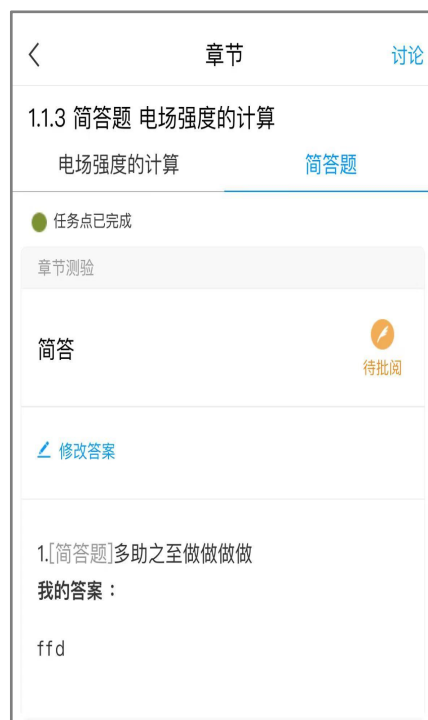 章节 讨论
1.1.3 简答题 电场强度的计算
电场强度的计算 简答题
任务点已完成
章节测验
简答
待批阅
修改答案
1.[简答题]多助之至做做做做
我的答案：
ffd